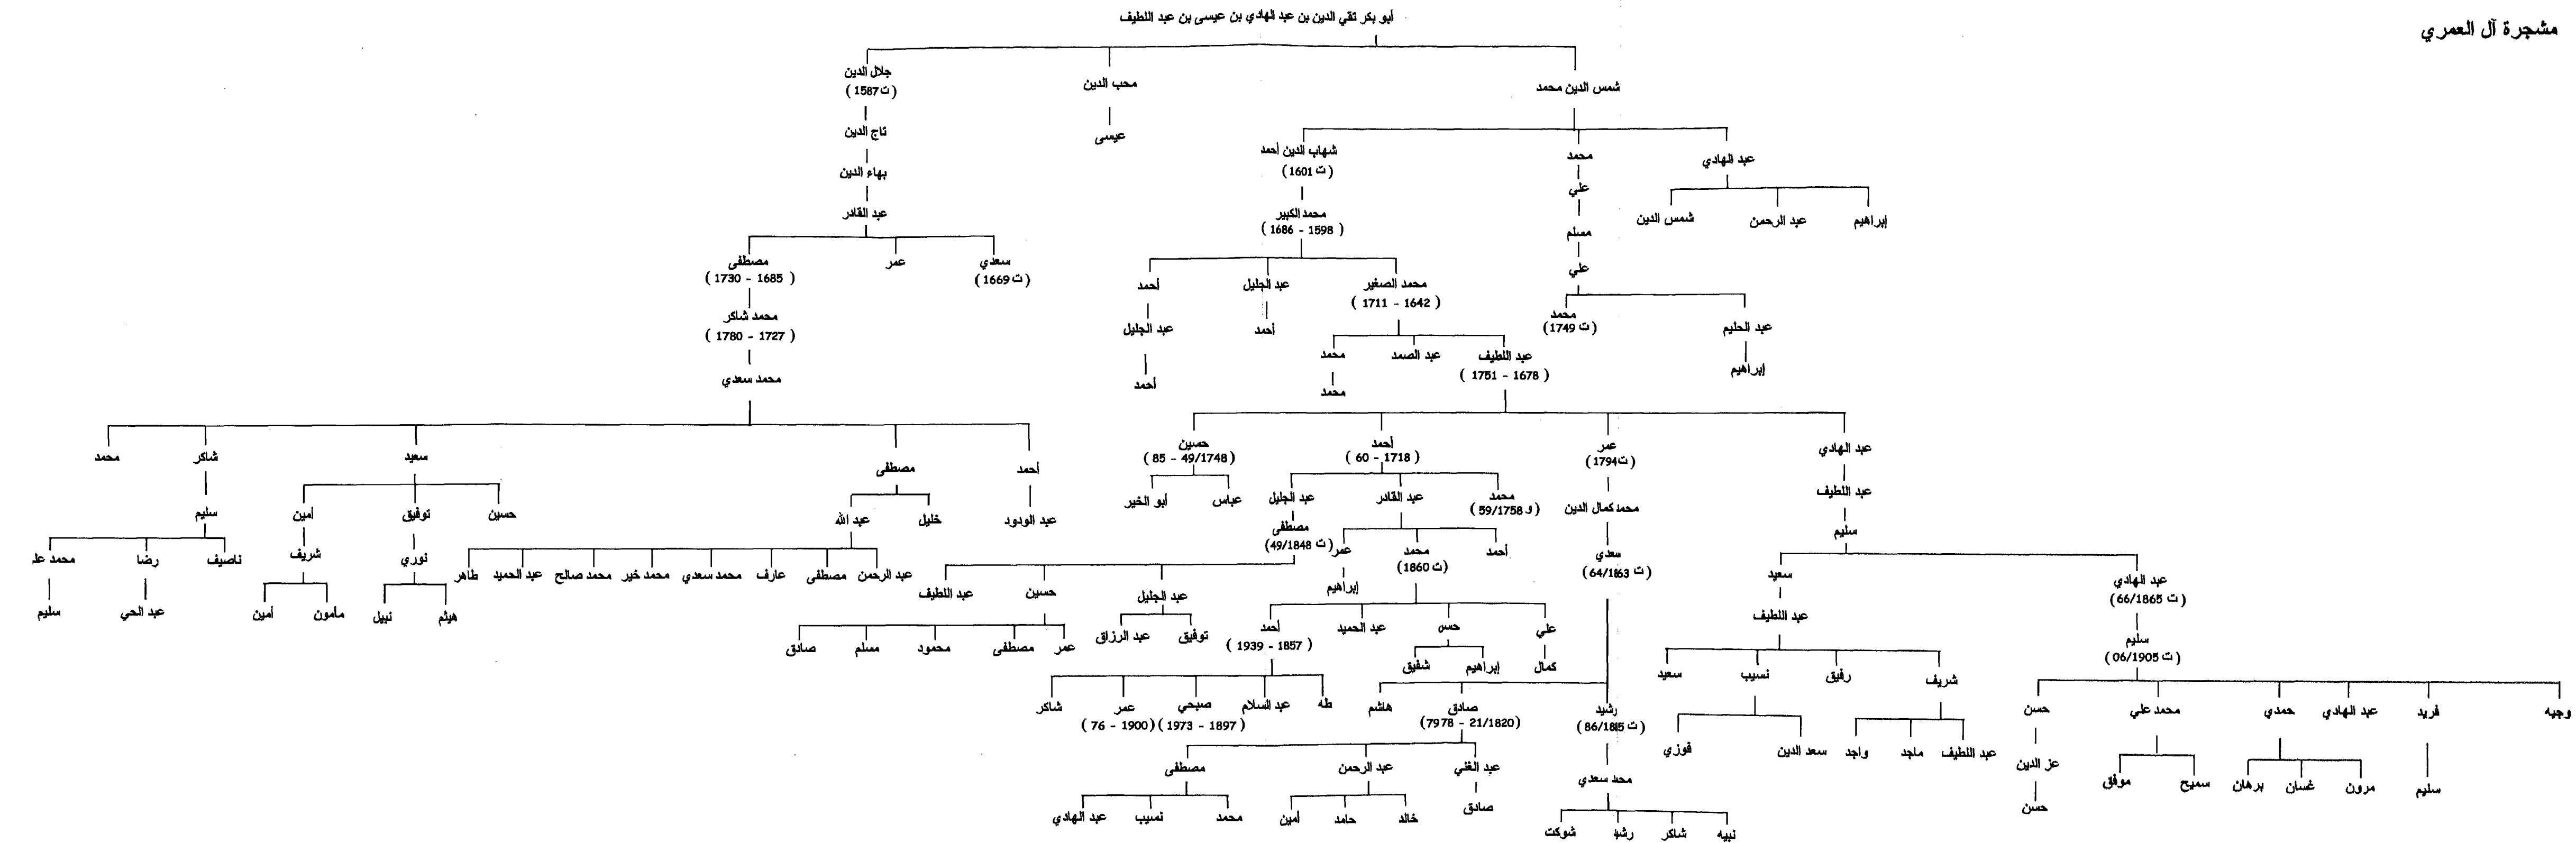 مشجرة آل العمري
أبو بكر تقي الدين بن عبد الهادي بن عيسى بن عبد اللطيف
شمس الدين محمد
محب الدين
جلال الدين
(ت 1587)
عيسى
تاج الدين
بهاء الدين
عبد القادر
عبد الهادي
محمد
شهاب الدين أحمد
(ت 1601)
إبراهيم
عبد الرحمن
شمس الدين
علي
مسلم
علي
عبد الحليم
محمد
(ت 1749)
إبراهيم
محمد الكبير
(1598 - 1686)
محمد الصغير
(1642 - 1711)
عبد الجليل
أحمد
أحمد
عبد الجليل
أحمد
عبد اللطيف
(1678 - 1751)
عبد الصمد
محمد
محمد
سعدي
(ت 1669)
عمر
مصطفى
(1685 - 1730)
محمد شاكر
(1727 - 1780)
محمد سعدي
عبد الهادي
عمر
(ت 1794)
أحمد
(1718 - 60)
حسين
(49/1748 - 85)
عبد اللطيف
سليم
محمد كمال الدين
سعدي
(ت 64/1863)
محمد
(و 59/1758)
عبد القادر
عبد الجليل
عباس
أبو الخير
أحمد
محمد
(ت 1860)
عمر
إبراهيم
مصطفى
(ت 49/1848)
عبد الجليل
حسين
عبد اللطيف
توفيق
عبد الرزاق
عمر
مصطفى
محمود
مسلم
صادق
علي
حسن
عبد الحميد
أحمد
(1857 - 1939)
كمال
إبراهيم
شفيق
طه
عبد السلام
صبحي
(1897 - 1973)
عمر
(1900 - 76)
شاكر
رشيد
صادق
(21/1820 - 7978)
هاشم
محمد سعدي
نبيه
شاكر
رشيد
شوكت
عبد الغني
عبد الرحمن
مصطفى
صادق
خالد
حامد
أمين
محمد
نسيب
عبد الهادي
عبد الهادي
(ت 66/1865)
سعيد
سليم
(ت 06/1905)
عبد اللطيف
وجيه
فريد
عبد الهادي
حمدي
محمد علي
حسن
سليم
مرون
غسان
برهان
سميح
موفق
عز الدين
حسن
شريف
رفيق
نسيب
سعيد
عبد اللطيف
ماجد
واجد
سعد الدين
فوزي
أحمد
مصطفى
سعيد
شاكر
محمد
عبد الودود
خليل
عبد الله
عبد الرحمن
مصطفى
عارف
محمد سعدي
محمد خير
محمد صالح
عبد الحميد
طاهر
حسين
توفيق
أمين
نوري
هيثم
نبيل
شريف
مأمون
أمين
سليم
ناصيف
رضا
محمد علـ
عبد الحي
سليم